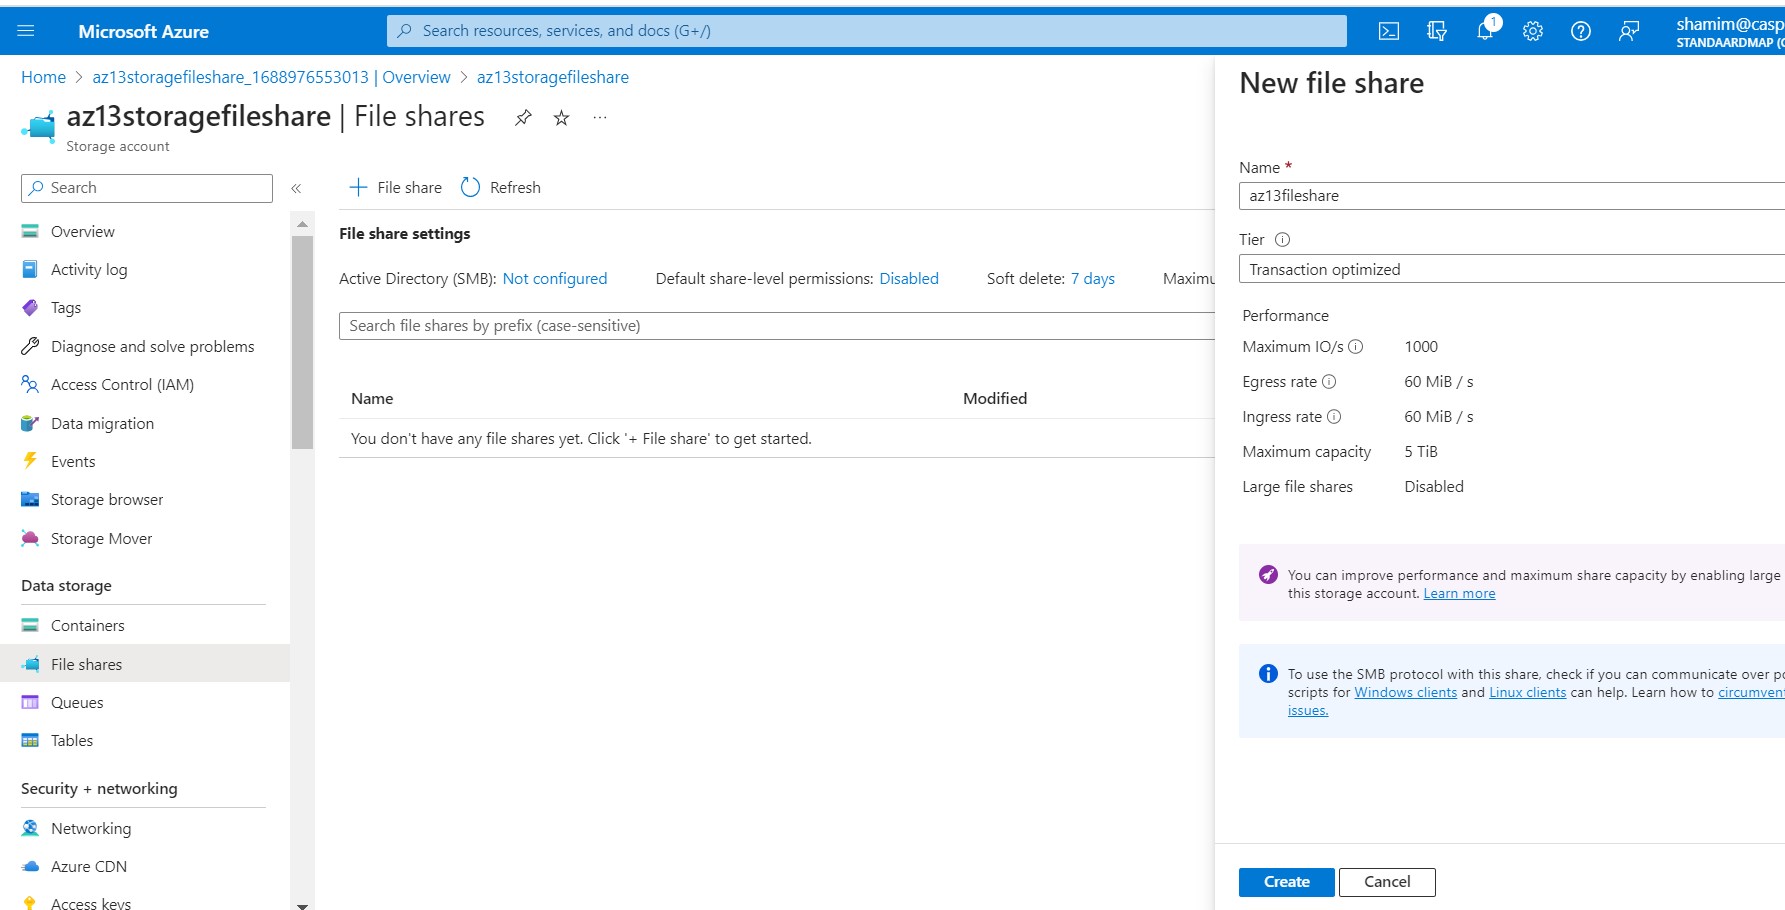 Microsoft Azure
Search resources, services, and docs (G+/)
1
shamim@casp
STANDAARDMAP (
Home > az13storagefileshare_1688976553013 | Overview > az13storagefileshare
az13storagefileshare | File shares
Storage account
Search
Overview
Activity log
Tags
Diagnose and solve problems
Access Control (IAM)
Data migration
Events
Storage browser
Storage Mover
Data storage
Containers
File shares
Queues
Tables
Security + networking
Networking
Azure CDN
Access keys
File share
Refresh
File share settings
Active Directory (SMB): Not configured
Default share-level permissions: Disabled
Soft delete: 7 days
Maximu
Search file shares by prefix (case-sensitive)
Name
Modified
You don't have any file shares yet. Click '+ File share' to get started.
New file share
Name *
az13fileshare
Tier
Transaction optimized
Performance
Maximum IO/s 1000
Egress rate 60 MiB / s
Ingress rate 60 MiB / s
Maximum capacity 5 TiB
Large file shares Disabled
You can improve performance and maximum share capacity by enabling large
this storage account. Learn more
To use the SMB protocol with this share, check if you can communicate over po
scripts for Windows clients and Linux clients can help. Learn how to circumvent
issues.
Create
Cancel